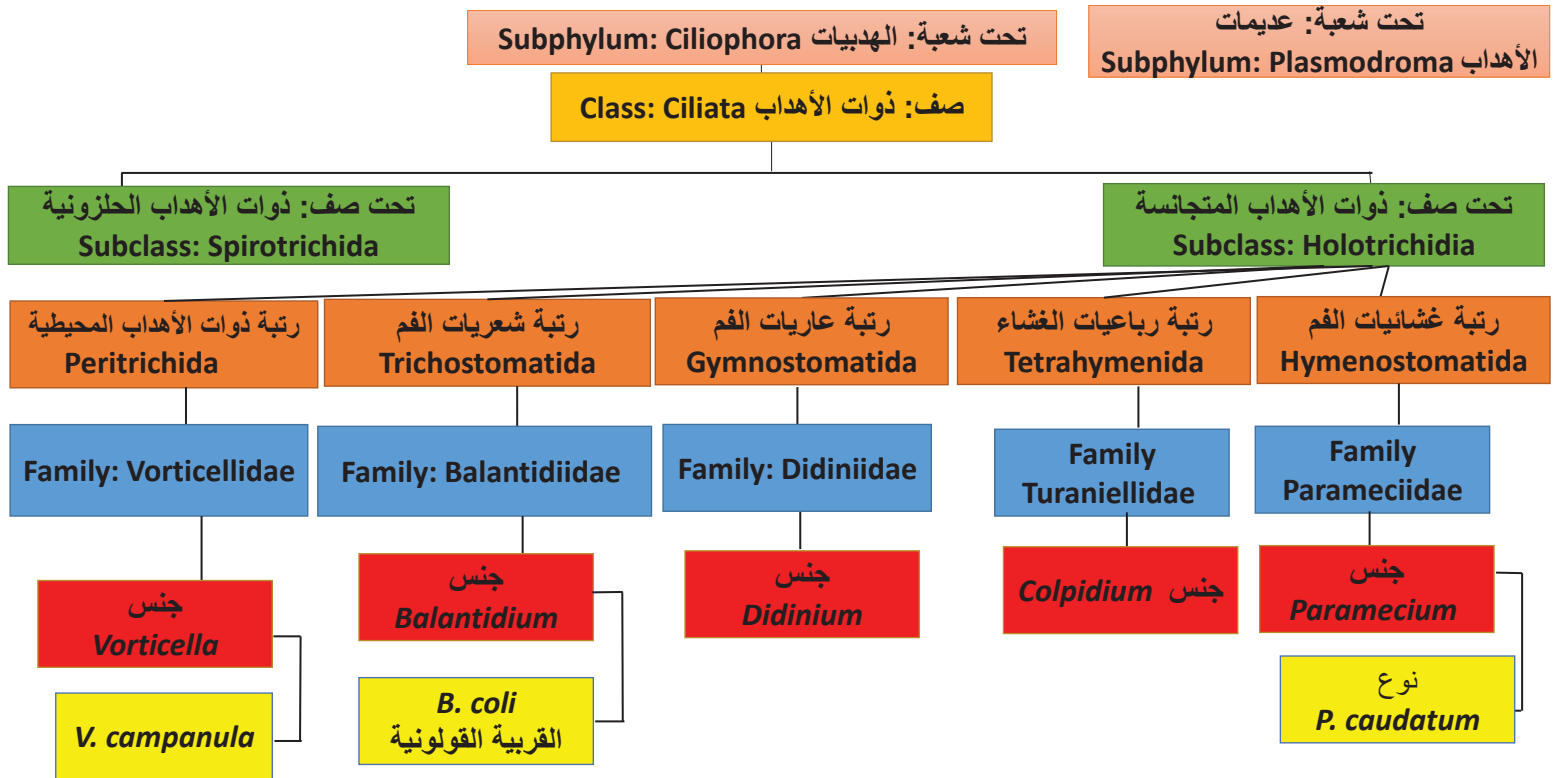 تحت شعبة: الهدبيات Subphylum: Ciliophora
تحت شعبة: عديمات
الأهداب Subphylum: Plasmodroma
صف: ذوات الأهداب Class: Ciliata
تحت صف: ذوات الأهداب المتجانسة
Subclass: Holotrichidia
تحت صف: ذوات الأهداب الحلزونية
Subclass: Spirotrichida
رتبة غشائيات الفم
Hymenostomatida
رتبة رباعيات الغشاء
Tetrahymenida
رتبة عاريات الفم
Gymnostomatida
رتبة شعريات الفم
Trichostomatida
رتبة ذوات الأهداب المحيطية
Peritrichida
Family
Parameciidae
Family
Turaniellidae
Family: Didiniidae
Family: Balantidiidae
Family: Vorticellidae
جنس
Paramecium
جنس Colpidium
جنس
Didinium
جنس
Balantidium
جنس
Vorticella
نوع
P. caudatum
B. coli
القربية القولونية
V. campanula